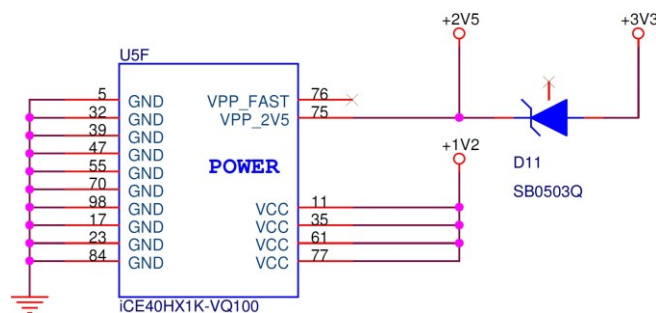 +2V5 +3V3
U5F
5 GND VPP_FAST 76
32 GND VPP_2V5 75
39 GND
47 GND +1V2
55 GND POWER D11
70 GND SB0503Q
98 GND VCC 11
17 GND VCC 35
23 GND VCC 61
84 GND VCC 77
iCE40HX1K-VQ100